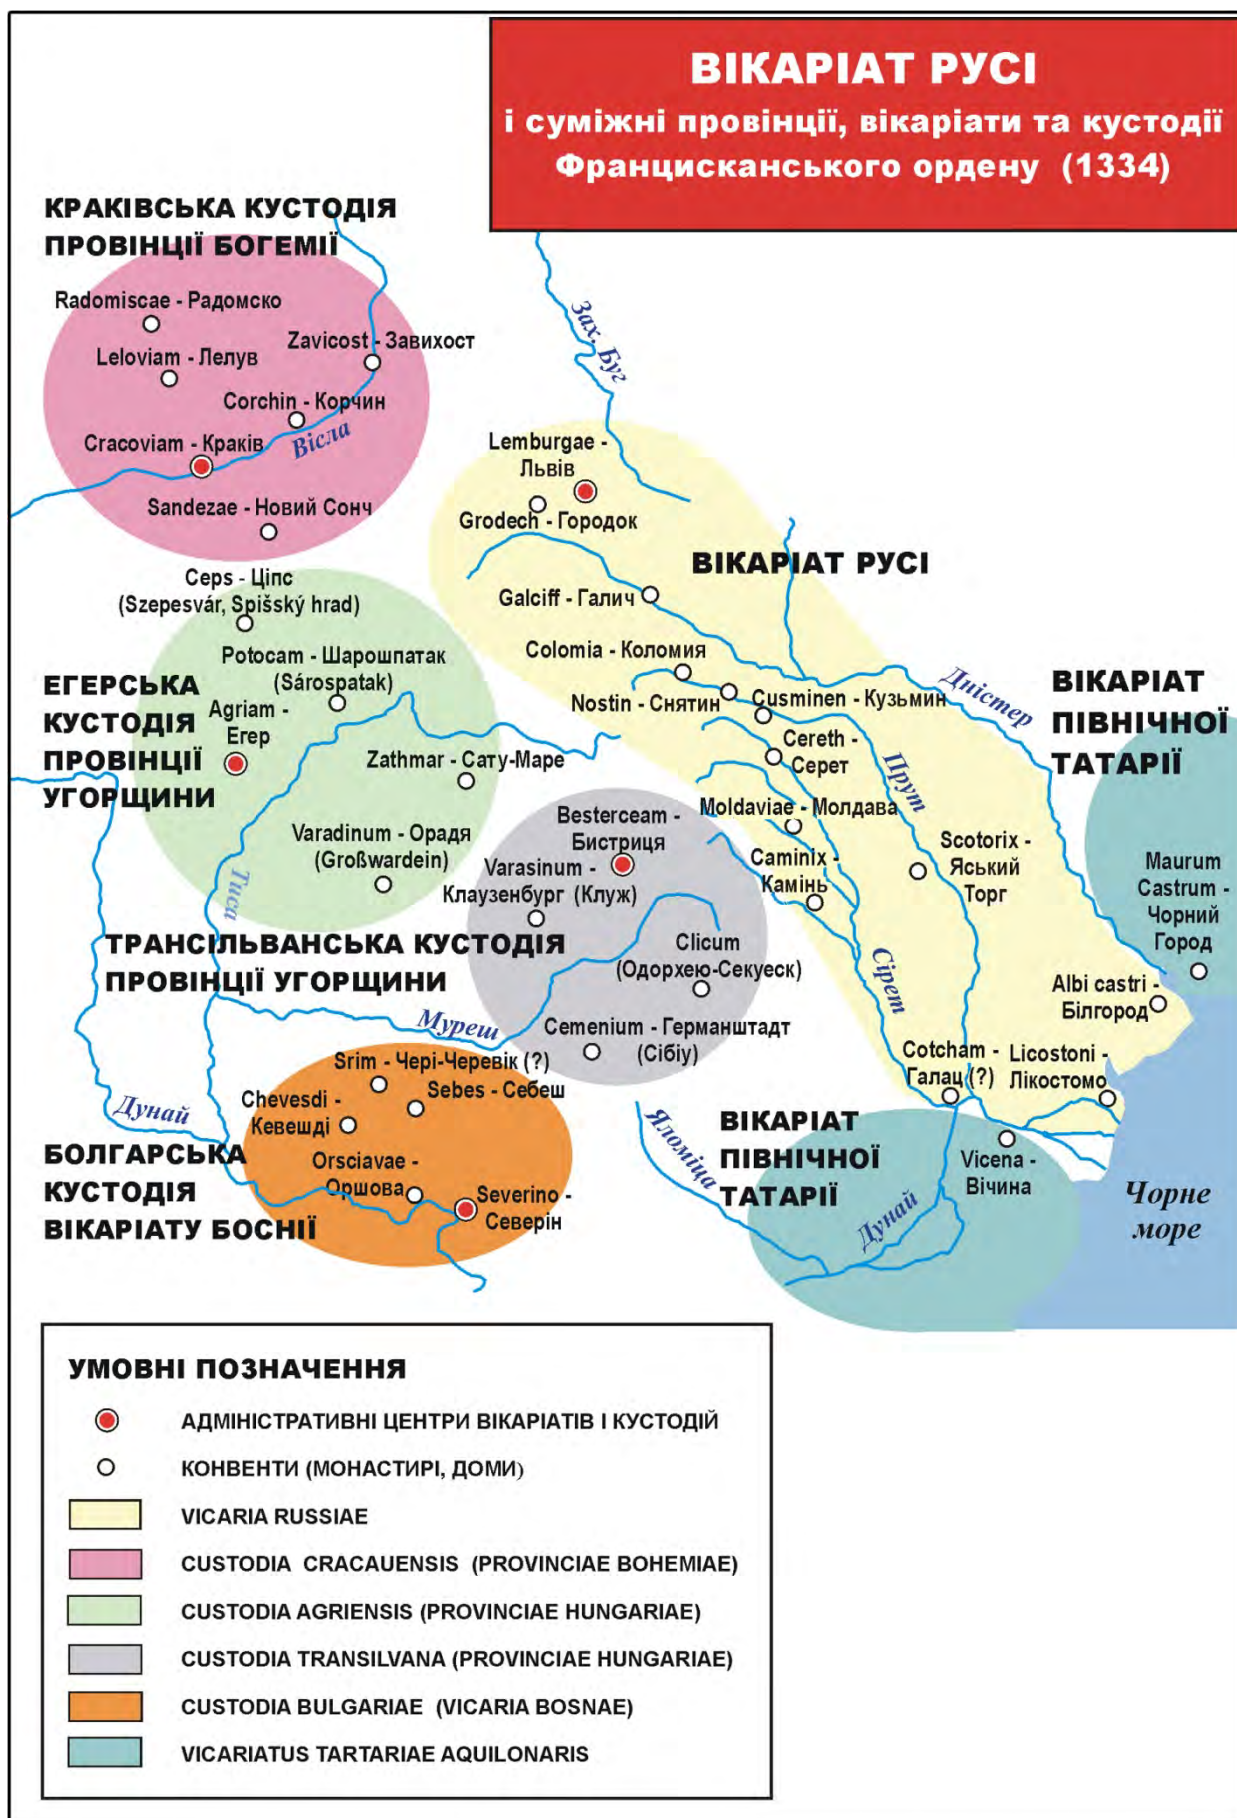 ВІКАРІАТ РУСІ
і суміжні провінції, вікаріати та кустодії
Францисканського ордену (1334)
КРАКІВСЬКА КУСТОДІЯ
ПРОВІНЦІЇ БОГЕМІЇ
Radomiscae - Радомско
Zavicost - Завихост
Leloviam - Лелув
Corchin - Корчин
Cracoviam - Краків
Вісла
Sandezae - Новий Сонч
Зах. Буг
Lemburgae -
Львів
Grodech - Городок
ВІКАРІАТ РУСІ
Galciff - Галич
Colomia - Коломия
Nostin - Снятин
Cusminen - Кузьмин
Cereth -
Серет
Moldaviae - Молдава
Caminix -
Камінь
Scotorix -
Яський
Торг
Прут
Дністер
Сірет
Albi castri -
Білгород
Cotcham -
Галац (?)
Licostoni -
Лікостомо
ВІКАРІАТ
ПІВНІЧНОЇ
ТАТАРІЇ
Maurum
Castrum -
Чорний
Город
Ceps - Ціпс
(Szepesvár, Spišský hrad)
Potocam - Шарошпатак
(Sárospatak)
ЕГЕРСЬКА
КУСТОДІЯ
ПРОВІНЦІЇ
УГОРЩИНИ
Agriam -
Егер
Zathmar - Сату-Маре
Varadinum - Орадя
(Großwardein)
Тиса
Besterceam -
Бистриця
Varasinum -
Клаузенбург (Клуж)
ТРАНСІЛЬВАНСЬКА КУСТОДІЯ
ПРОВІНЦІЇ УГОРЩИНИ
Clicum
(Одорхею-Секуеск)
Муреш
Cemenium - Германштадт
(Сібіу)
Srim - Чері-Черевік (?)
Sebes - Себеш
Chevesdi -
Кевешді
Дунай
БОЛГАРСЬКА
КУСТОДІЯ
ВІКАРІАТУ БОСНІЇ
Orsciavae -
Оршова
Severino -
Северін
Яломіца
ВІКАРІАТ
ПІВНІЧНОЇ
ТАТАРІЇ
Дунай
Vicena -
Вічина
Чорне
море
УМОВНІ ПОЗНАЧЕННЯ
АДМІНІСТРАТИВНІ ЦЕНТРИ ВІКАРІАТІВ І КУСТОДІЙ
КОНВЕНТИ (МОНАСТИРІ, ДОМИ)
VICARIA RUSSIAE
CUSTODIA CRACAUENSIS (PROVINCIAE BOHEMIAE)
CUSTODIA AGRIENSIS (PROVINCIAE HUNGARIAE)
CUSTODIA TRANSILVANA (PROVINCIAE HUNGARIAE)
CUSTODIA BULGARIAE (VICARIA BOSNAE)
VICARIATUS TARTARIAE AQUILONARIS